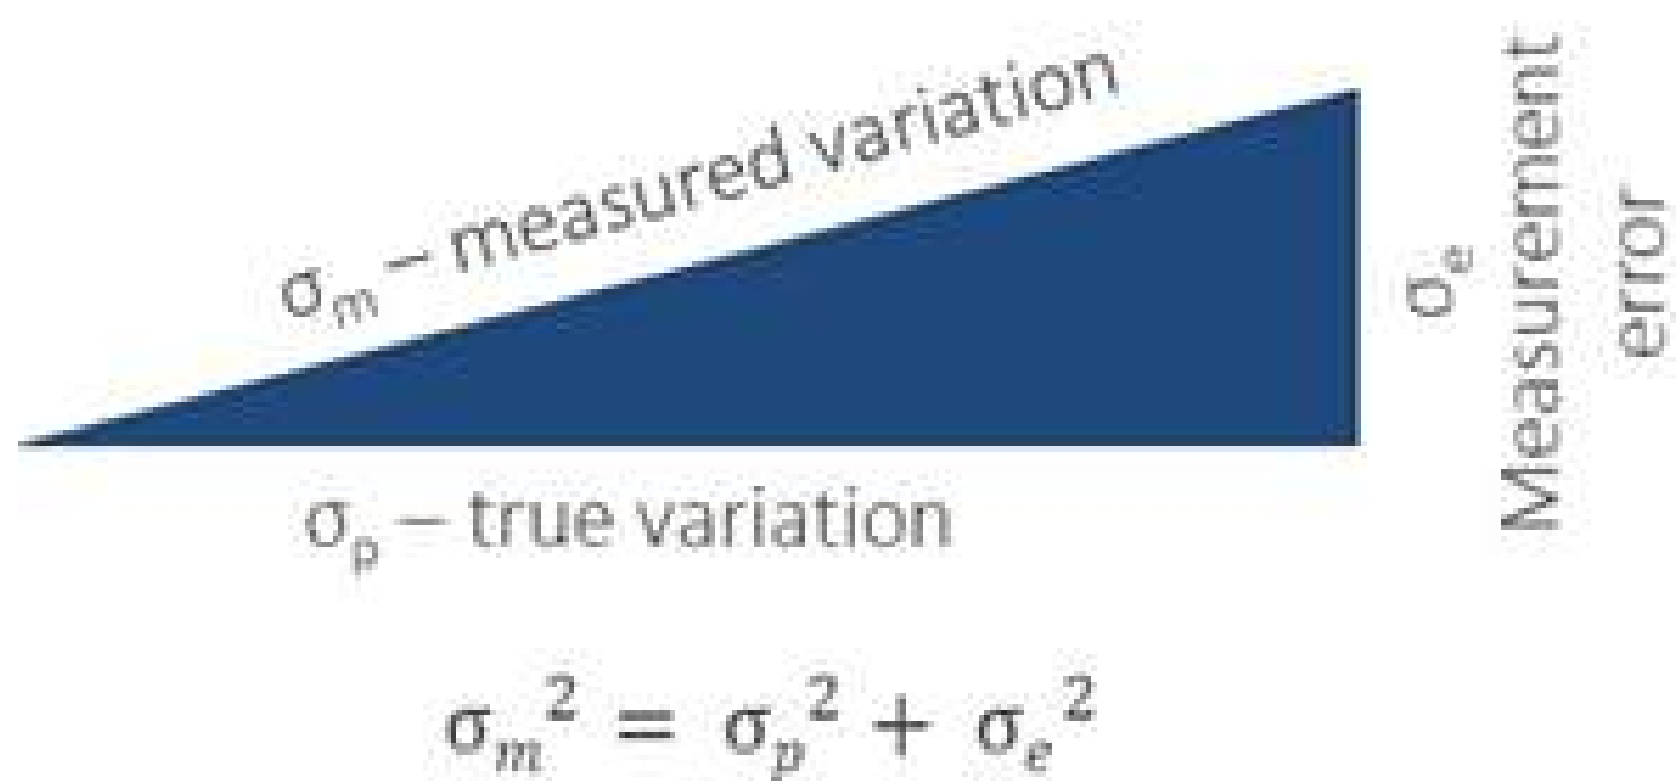 σₘ – measured variation
σₑ
Measurement
error
σₚ – true variation
σₘ² = σₚ² + σₑ²